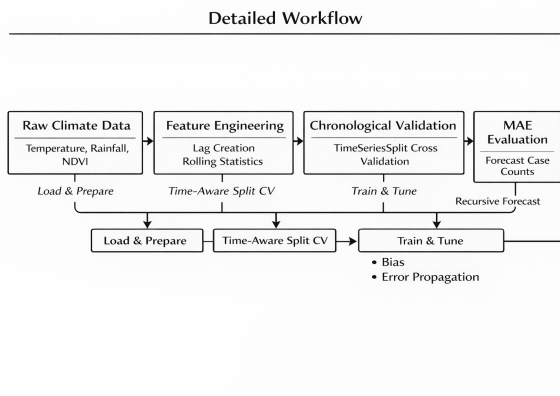 Detailed Workflow
Raw Climate Data
Temperature, Rainfall,
NDVI
Feature Engineering
Lag Creation
Rolling Statistics
Chronological Validation
TimeSeriesSplit Cross
Validation
MAE
Evaluation
Forecast Case
Counts
Load & Prepare
Time-Aware Split CV
Train & Tune
Recursive Forecast
Load & Prepare
Time-Aware Split CV
Train & Tune
• Bias
• Error Propagation